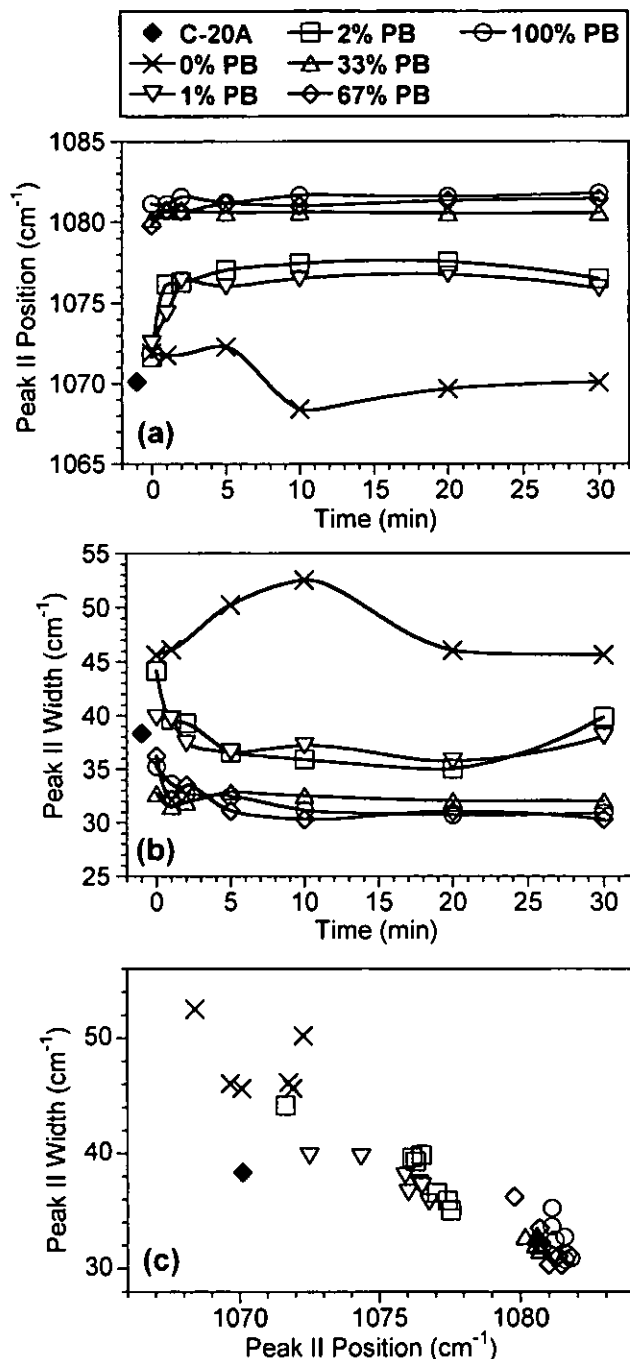 C-20A 2% PB 100% PB
0% PB 33% PB
1% PB 67% PB
1085
1080
1075
1070
1065
Peak II Position (cm⁻¹)
(a)
0 5 10 15 20 25 30
Time (min)
55
50
45
40
35
30
25
Peak II Width (cm⁻¹)
(b)
0 5 10 15 20 25 30
Time (min)
50
40
30
Peak II Width (cm⁻¹)
(c)
1070 1075 1080
Peak II Position (cm⁻¹)